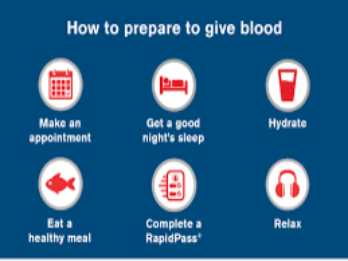 How to prepare to give blood
Make an
appointment
Get a good
night's sleep
Hydrate
Eat a
healthy meal
Complete a
RapidPass®
Relax